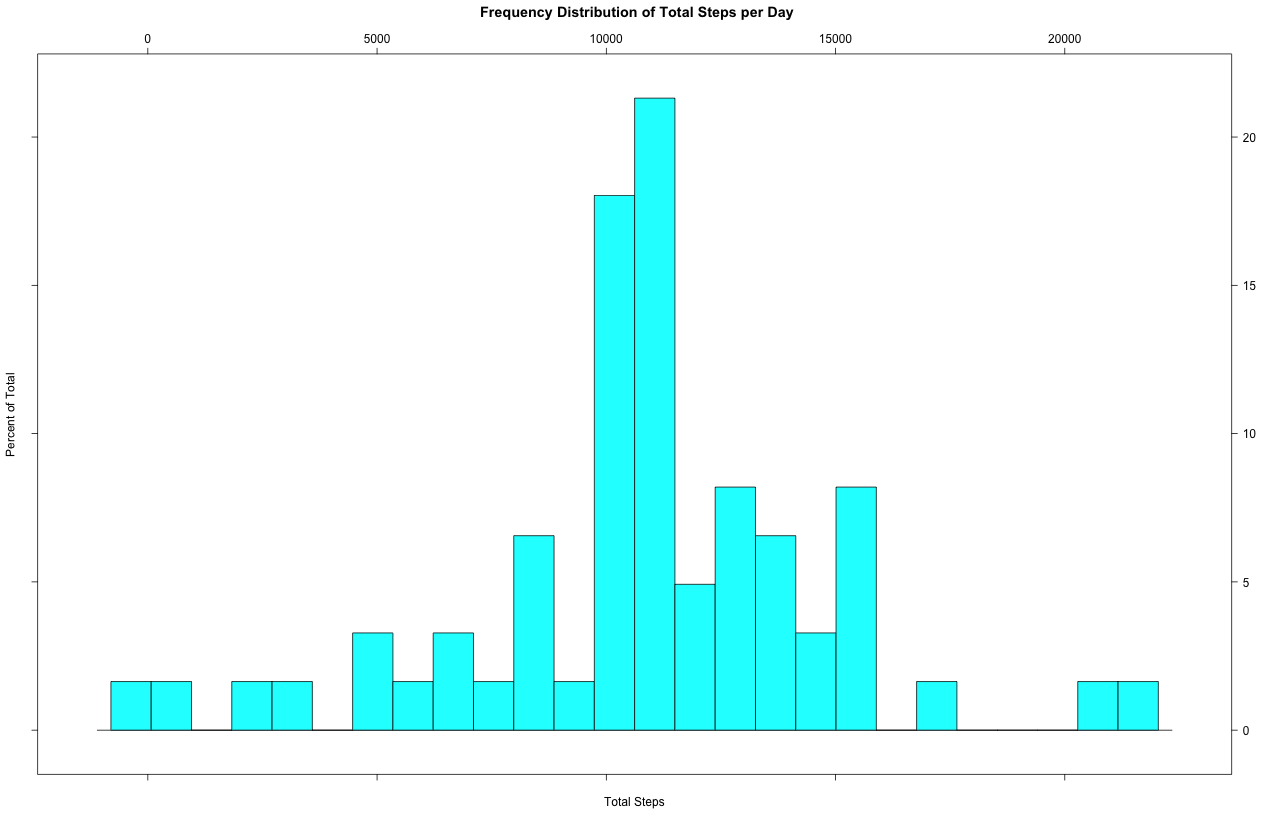 Frequency Distribution of Total Steps per Day
0 5000 10000 15000 20000
20
15
10
5
0
Percent of Total
Total Steps